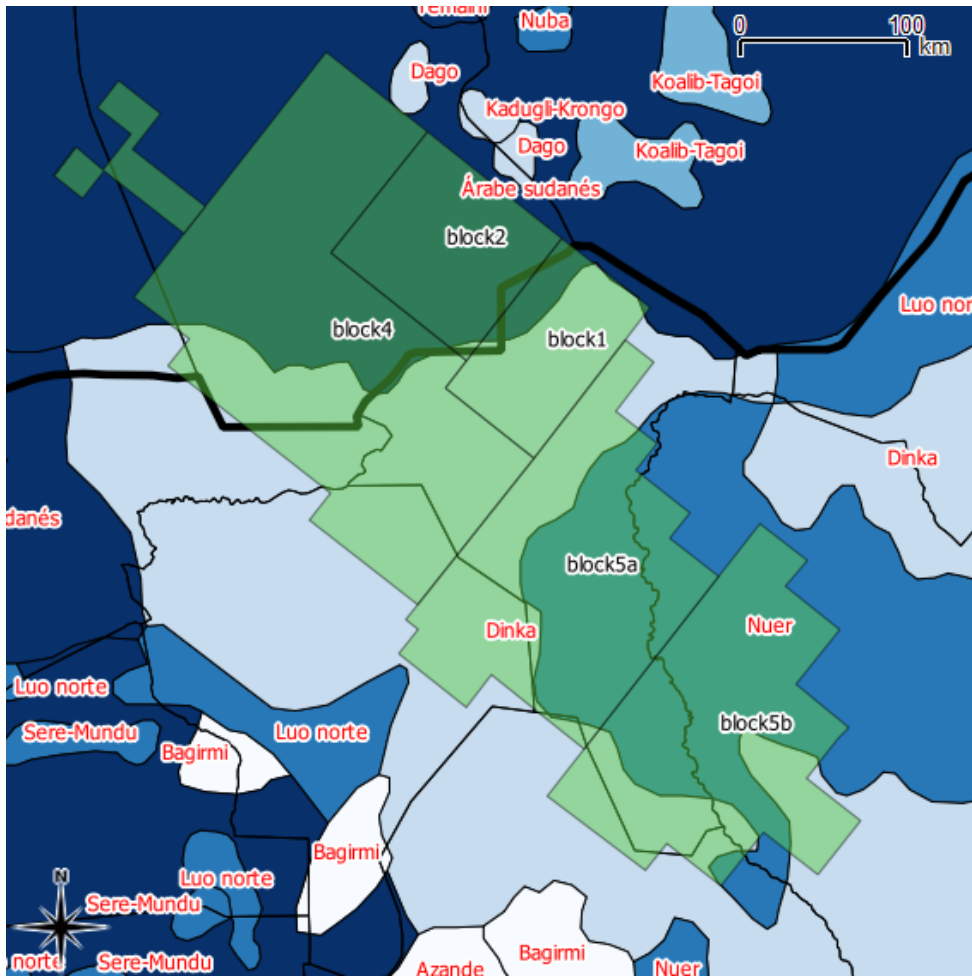 Temaini
Nuba
0 100
km
Dago
Koalib-Tagoi
Kadugli-Krongo
Dago
Koalib-Tagoi
Árabe sudanés
block2
Luo nor
block4
block1
Dinka
danés
block5a
Dinka
Nuer
Luo norte
block5b
Sere-Mundu
Luo norte
Bagirmi
Bagirmi
N
Luo norte
Sere-Mundu
norte
Sere-Mundu
Bagirmi
Azande
Nuer